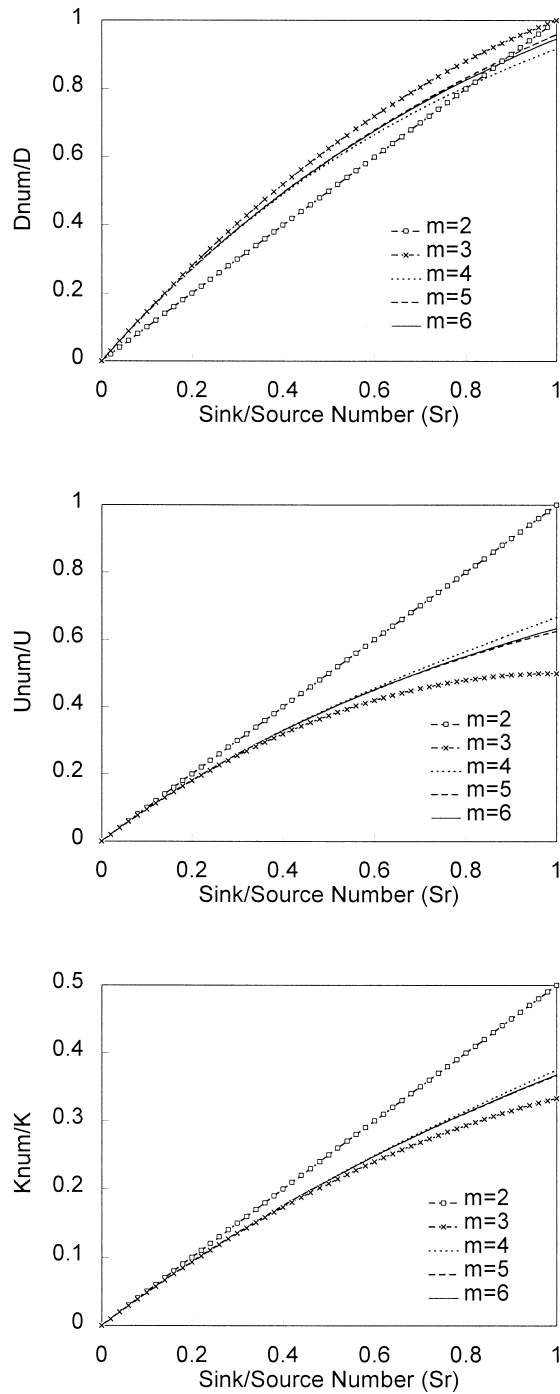 1
0.8
0.6
0.4
0.2
0
Dnum/D
m=2
m=3
m=4
m=5
m=6
0.2 0.4 0.6 0.8 1
Sink/Source Number (Sr)
1
0.8
0.6
0.4
0.2
0
Unum/U
m=2
m=3
m=4
m=5
m=6
0 0.2 0.4 0.6 0.8 1
Sink/Source Number (Sr)
0.5
0.4
0.3
0.2
0.1
0
Knum/K
m=2
m=3
m=4
m=5
m=6
0 0.2 0.4 0.6 0.8 1
Sink/Source Number (Sr)